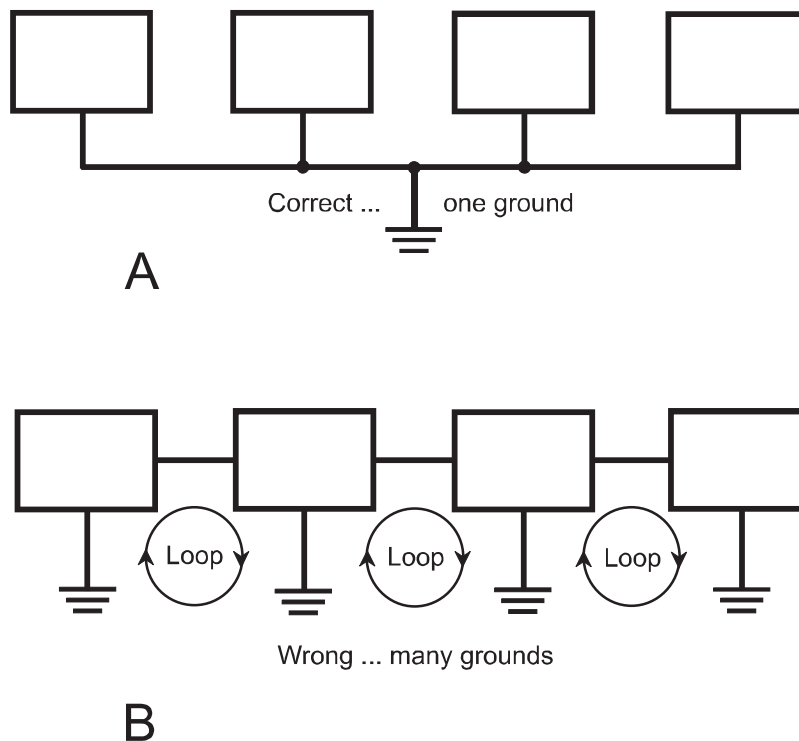 Correct ... one ground
A
Loop Loop Loop
Wrong ... many grounds
B